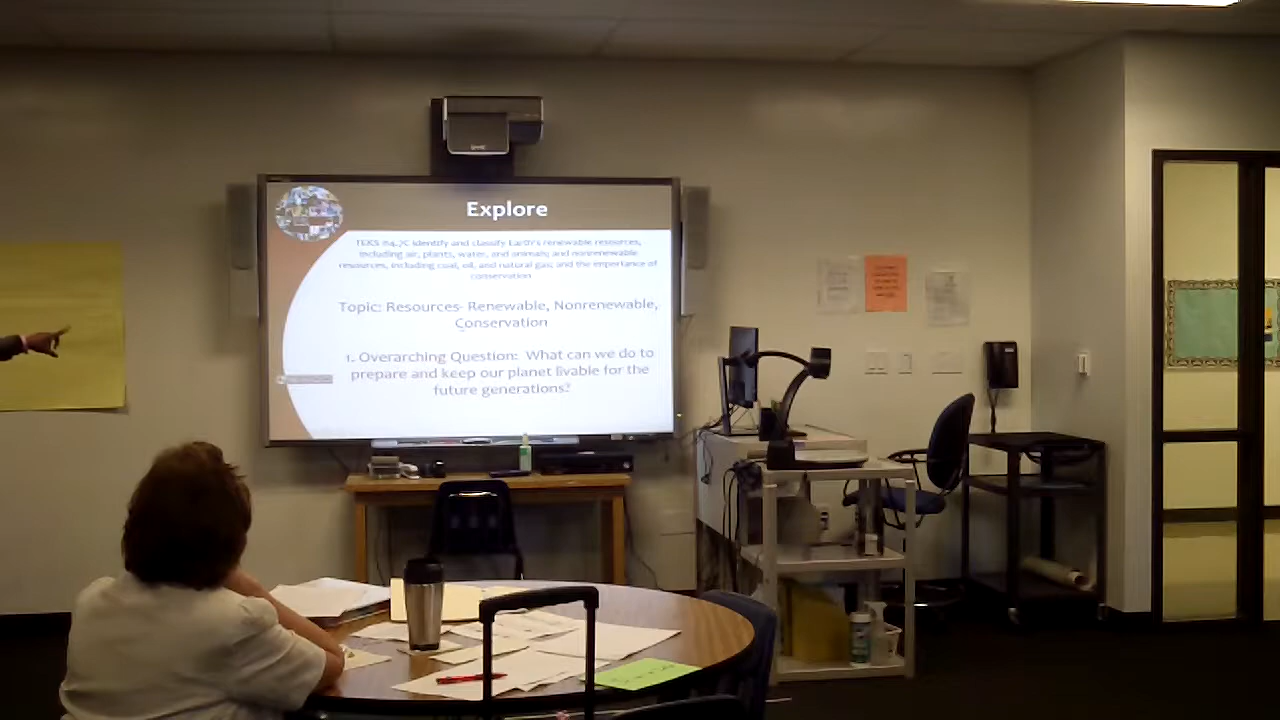 Explore
TEKS 4.7C Identify and classify Earth's renewable resources,
including air, plants, water, and animals; and nonrenewable
resources, including coal, oil, and natural gas; and the importance of
conservation
Topic: Resources- Renewable, Nonrenewable,
Conservation
1. Overarching Question: What can we do to
prepare and keep our planet livable for the
future generations?